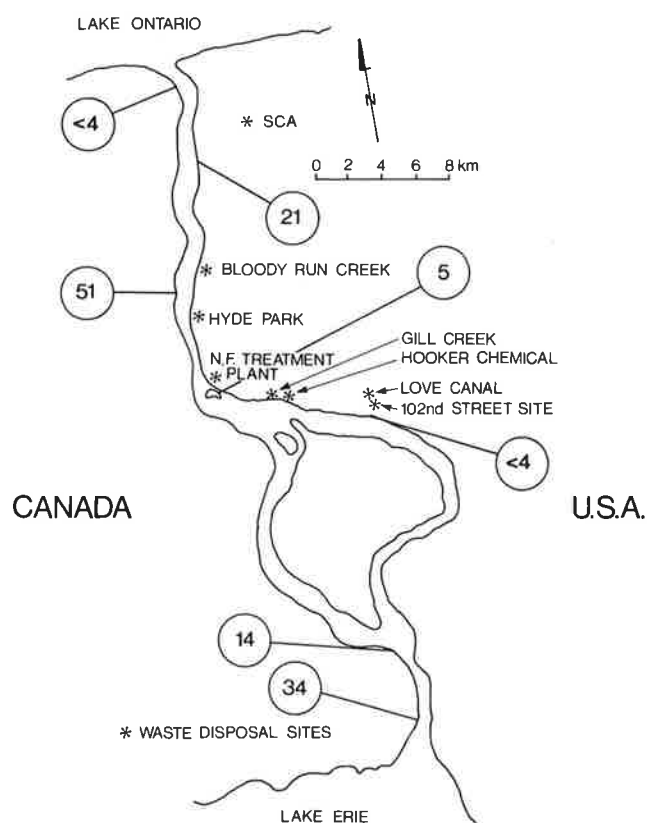 LAKE ONTARIO
<4
* SCA
N
0 2 4 6 8 km
21
* BLOODY RUN CREEK
5
51
* HYDE PARK
GILL CREEK
HOOKER CHEMICAL
N.F. TREATMENT
* PLANT
* LOVE CANAL
* 102nd STREET SITE
<4
CANADA
U.S.A.
14
34
* WASTE DISPOSAL SITES
LAKE ERIE